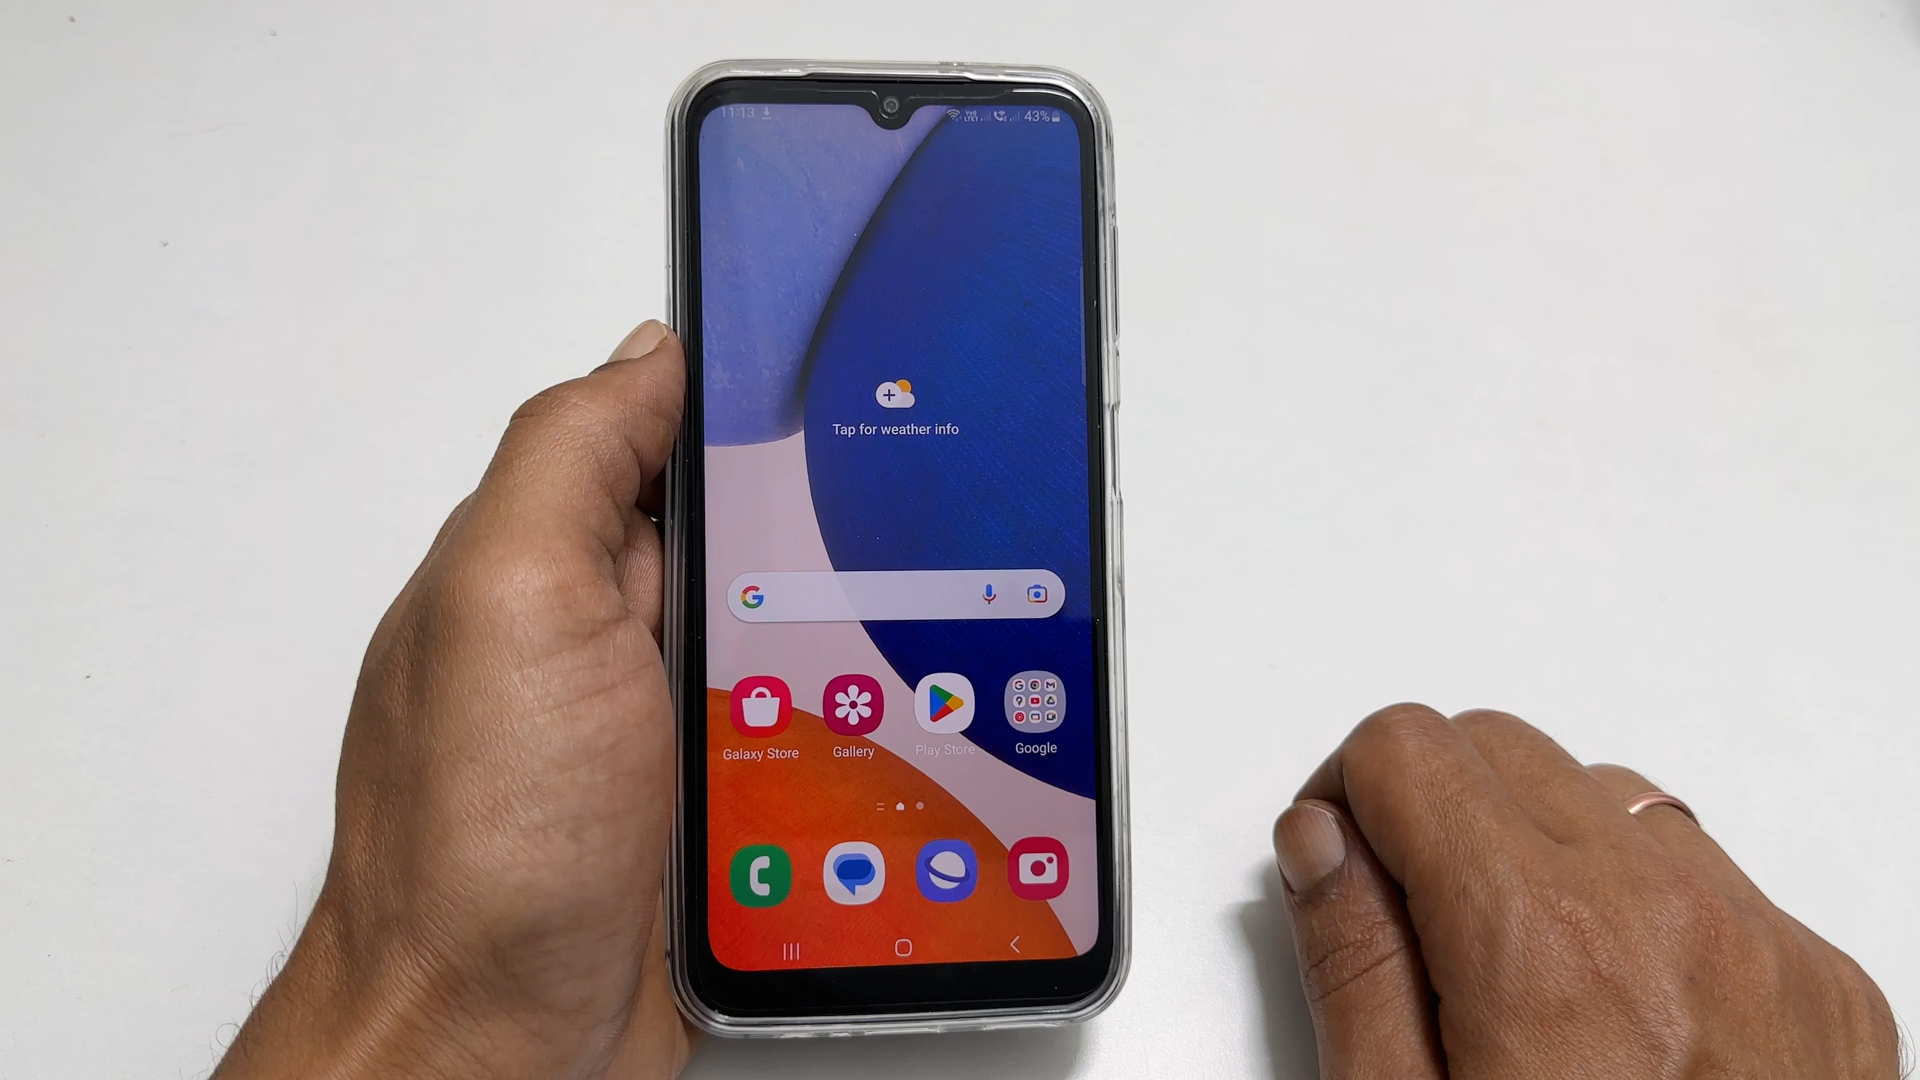 11:13
43%
Tap for weather info
G
Galaxy Store
Gallery
Play Store
Google